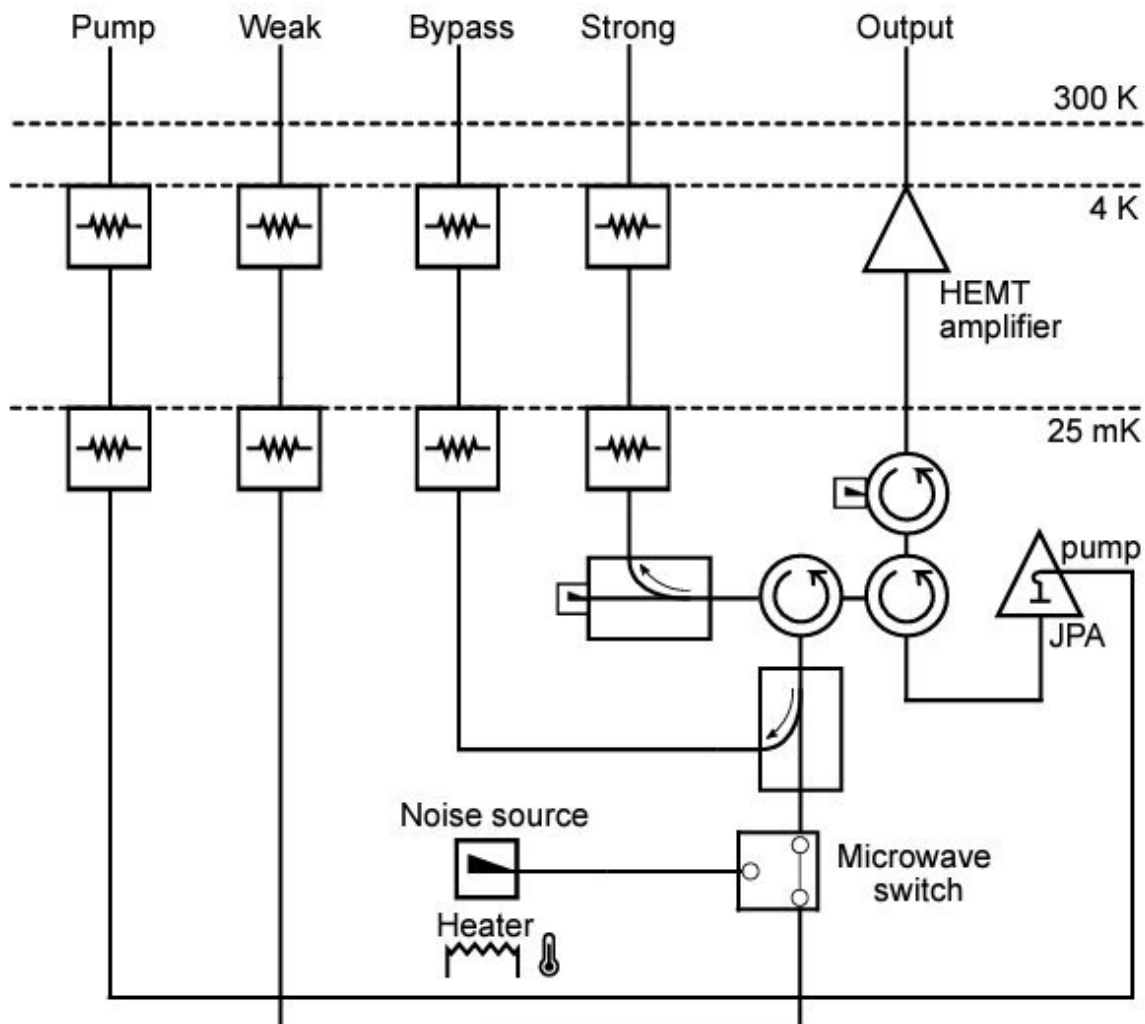 Pump
Weak
Bypass
Strong
Output
300 K
4 K
HEMT
amplifier
25 mK
pump
JPA
Noise source
Microwave
switch
Heater